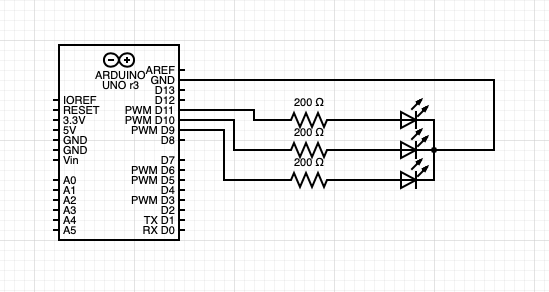 ARDUINO
UNO r3
AREF
GND
D13
D12
PWM D11
PWM D10
PWM D9
D8
D7
PWM D6
PWM D5
D4
PWM D3
D2
TX D1
RX D0
IOREF
RESET
3.3V
5V
GND
GND
Vin
A0
A1
A2
A3
A4
A5
200 Ω
200 Ω
200 Ω